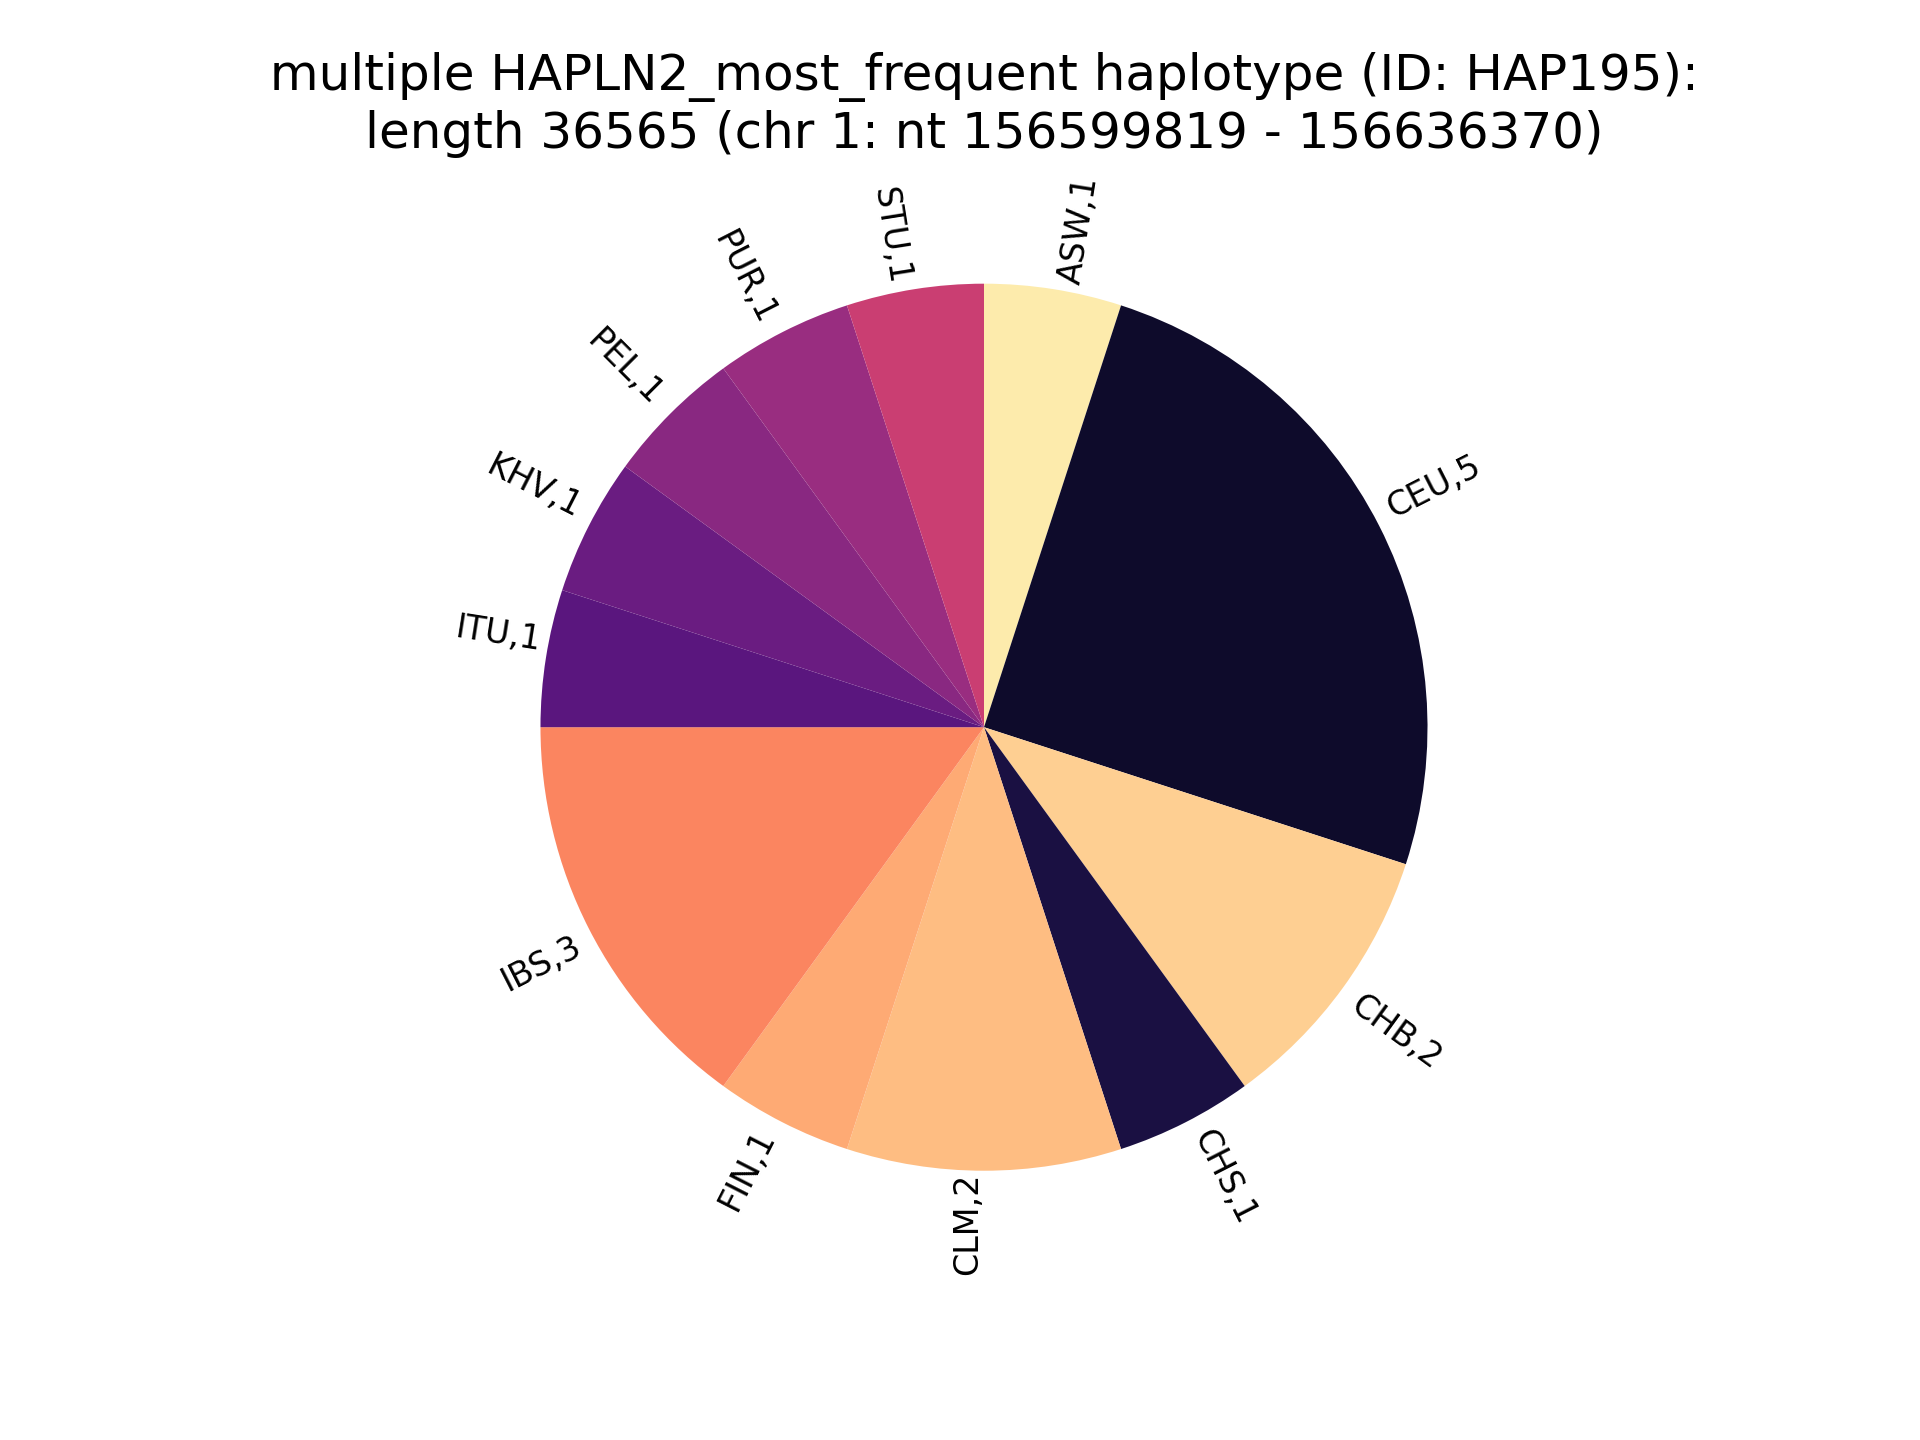 multiple HAPLN2_most_frequent haplotype (ID: HAP195):
length 36565 (chr 1: nt 156599819 - 156636370)
ASW,1
CEU,5
CHB,2
CHS,1
CLM,2
FIN,1
IBS,3
ITU,1
KHV,1
PEL,1
PUR,1
STU,1